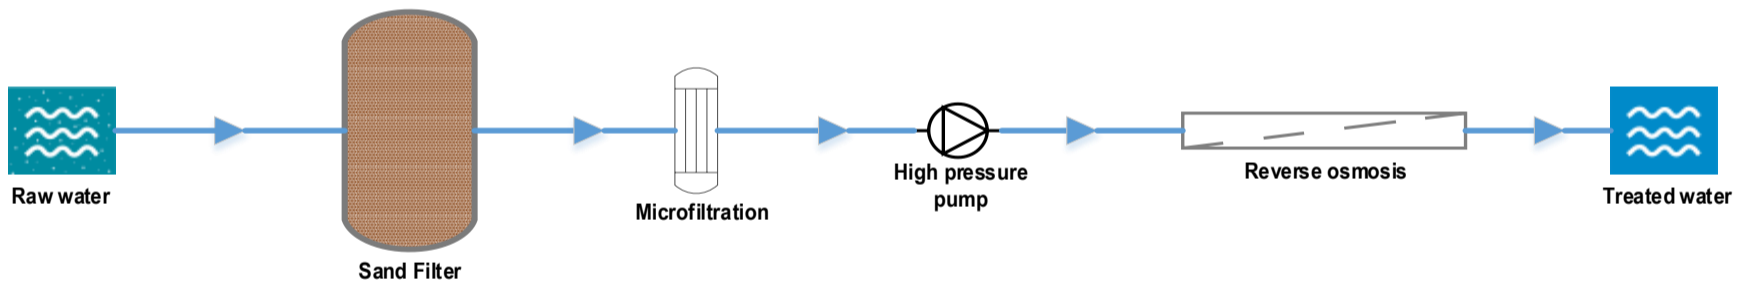 Raw water
Sand Filter
Microfiltration
High pressure
pump
Reverse osmosis
Treated water